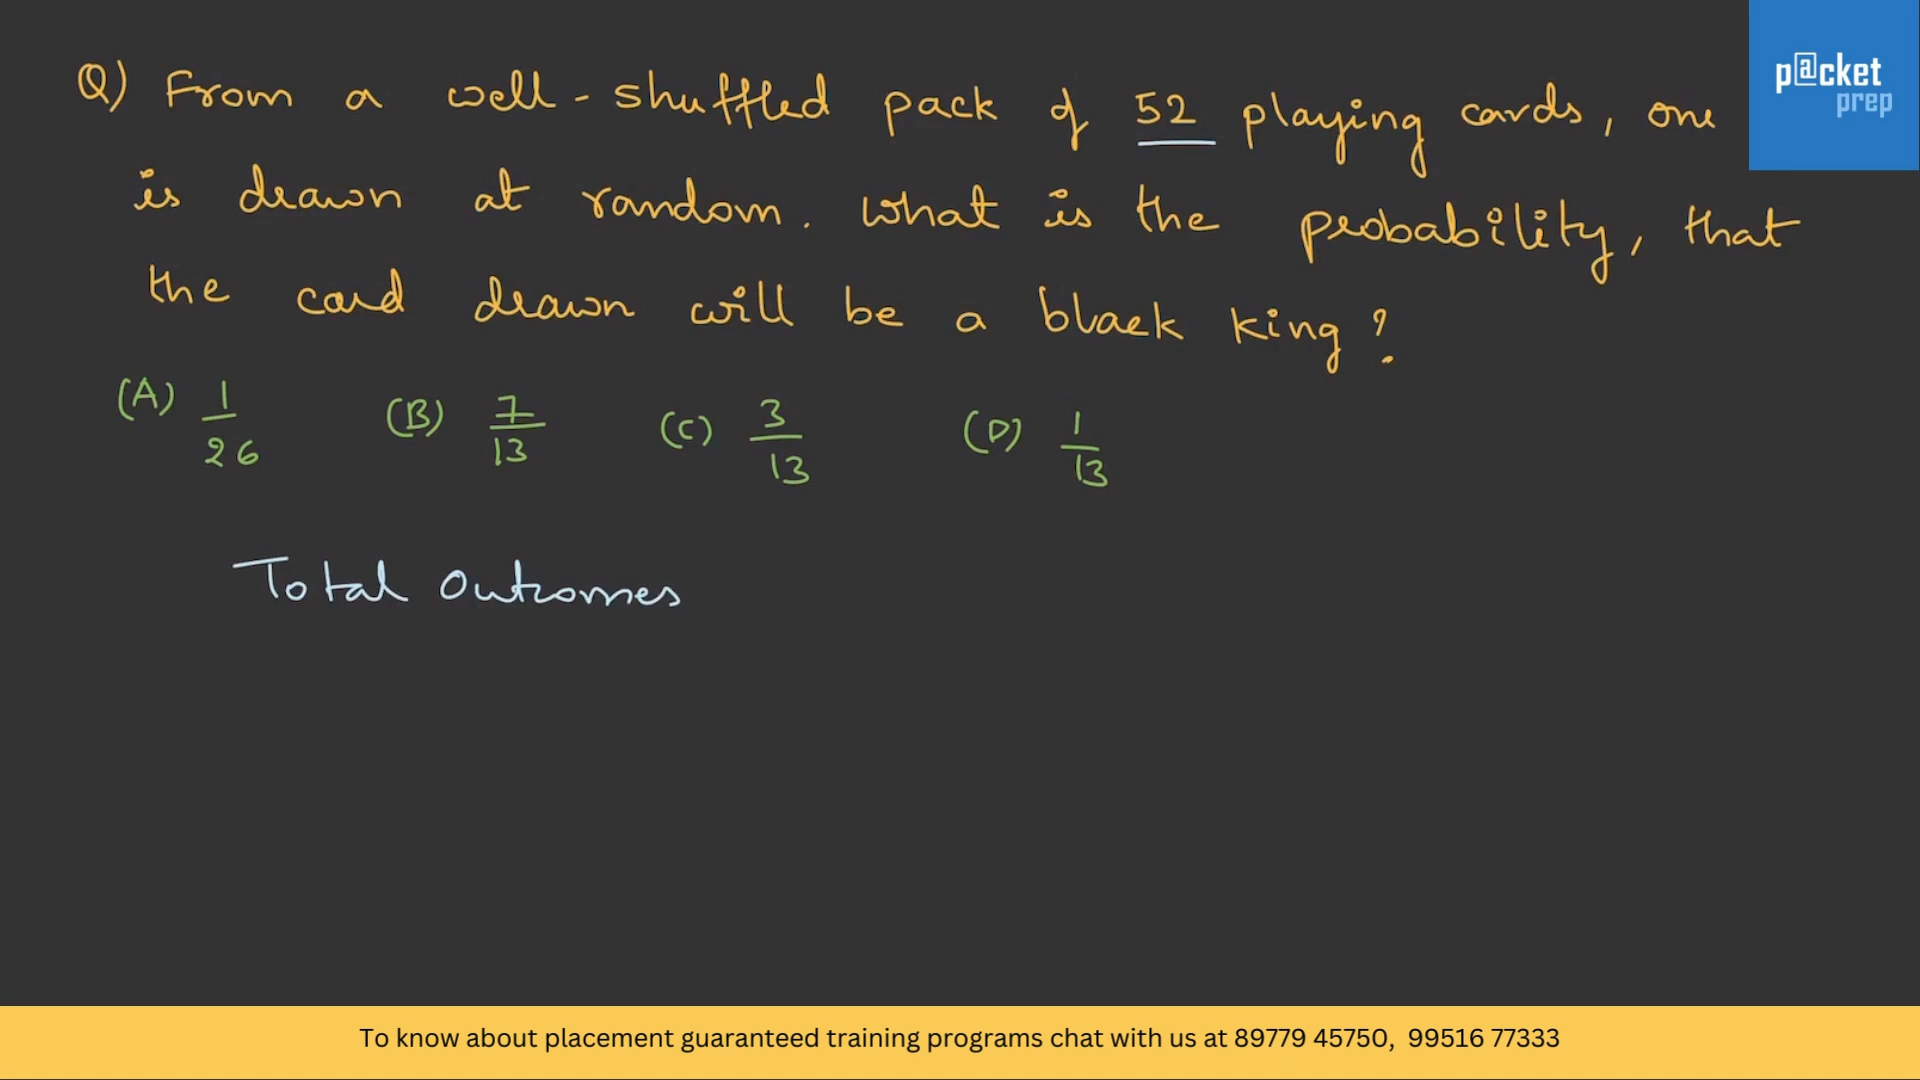 Q) From a well-shuffled pack of 52 playing cards, one
is drawn at random. What is the probability, that
the card drawn will be a black king?
(A) 1/26 (B) 7/13 (C) 3/13 (D) 1/13
Total Outcomes
p@cket
prep
To know about placement guaranteed training programs chat with us at 89779 45750, 99516 77333